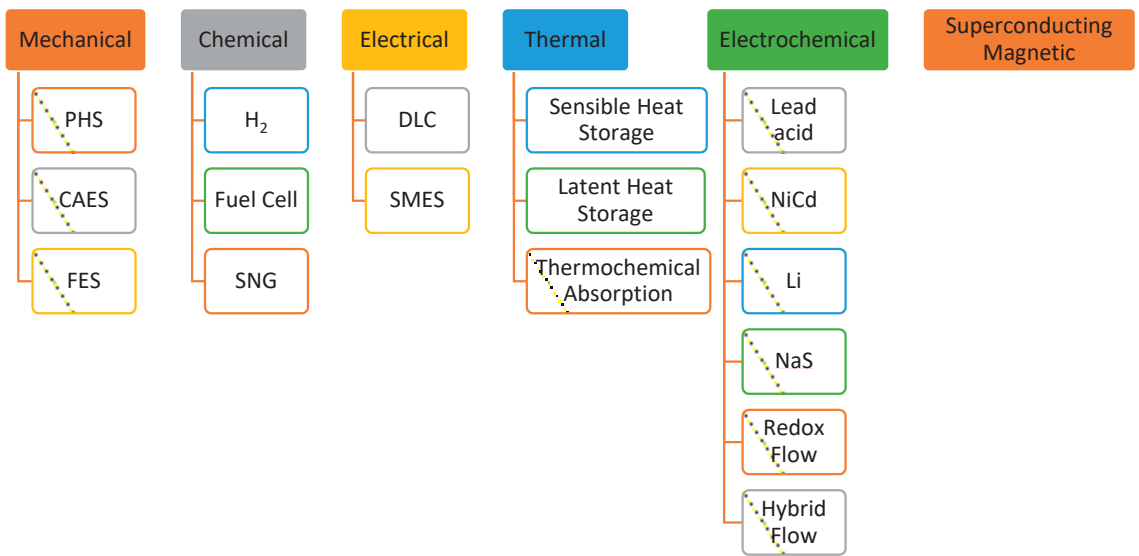 Mechanical
PHS
CAES
FES
Chemical
H₂
Fuel Cell
SNG
Electrical
DLC
SMES
Thermal
Sensible Heat
Storage
Latent Heat
Storage
Thermochemical
Absorption
Electrochemical
Lead
acid
NiCd
Li
NaS
Redox
Flow
Hybrid
Flow
Superconducting
Magnetic